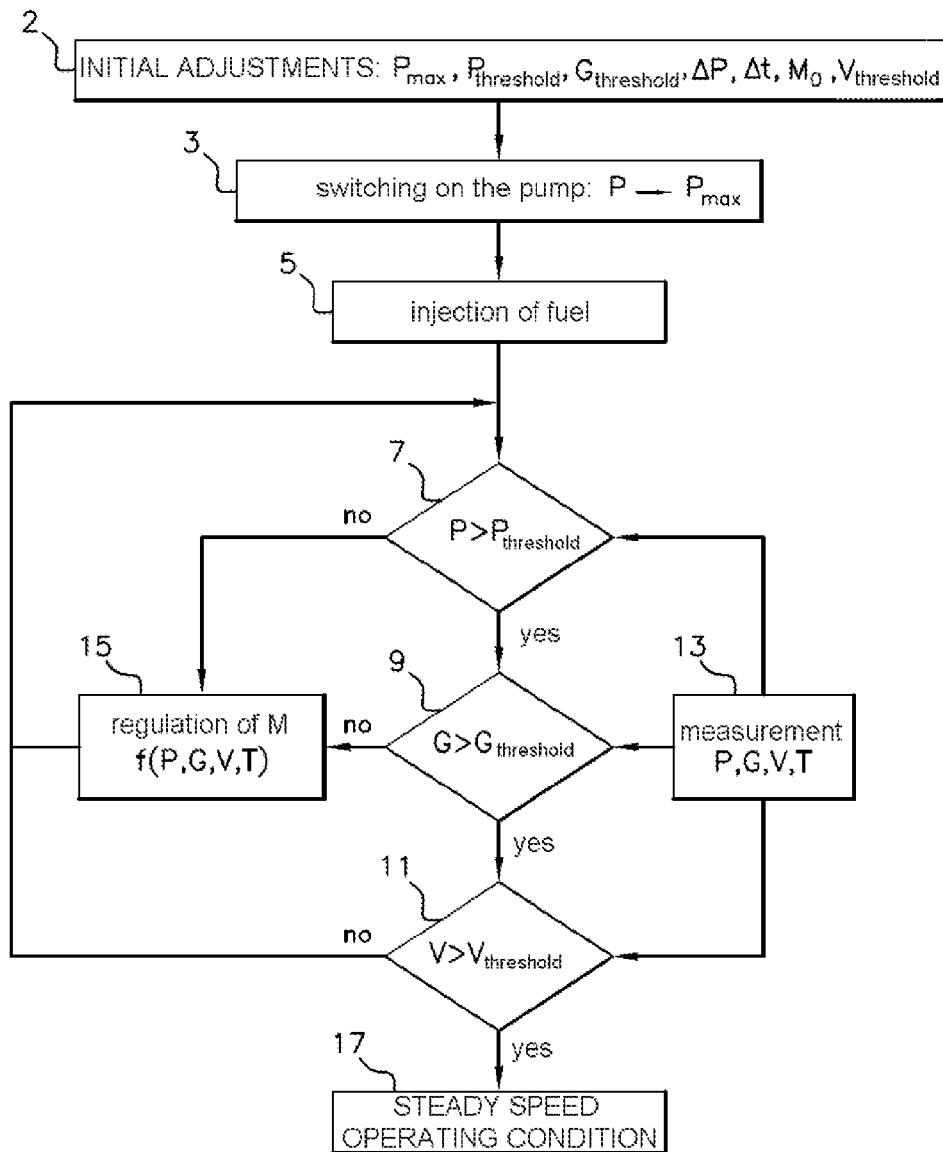 2
INITIAL ADJUSTMENTS: Pmax, Pthreshold, Gthreshold, ΔP, Δt, M0, Vthreshold
3
switching on the pump: P → Pmax
5
injection of fuel
7
no
P>Pthreshold
yes
15
9
13
regulation of M
f(P,G,V,T)
no
G>Gthreshold
measurement
P,G,V,T
yes
11
no
V>Vthreshold
yes
17
STEADY SPEED
OPERATING CONDITION